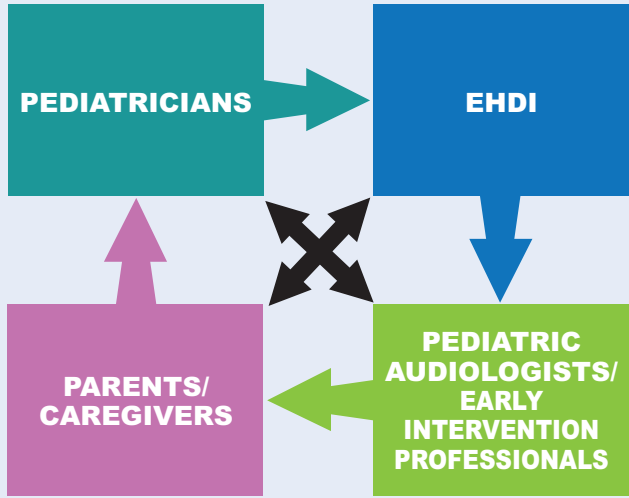 PEDIATRICIANS
EHDI
PARENTS/
CAREGIVERS
PEDIATRIC
AUDIOLOGISTS/
EARLY
INTERVENTION
PROFESSIONALS